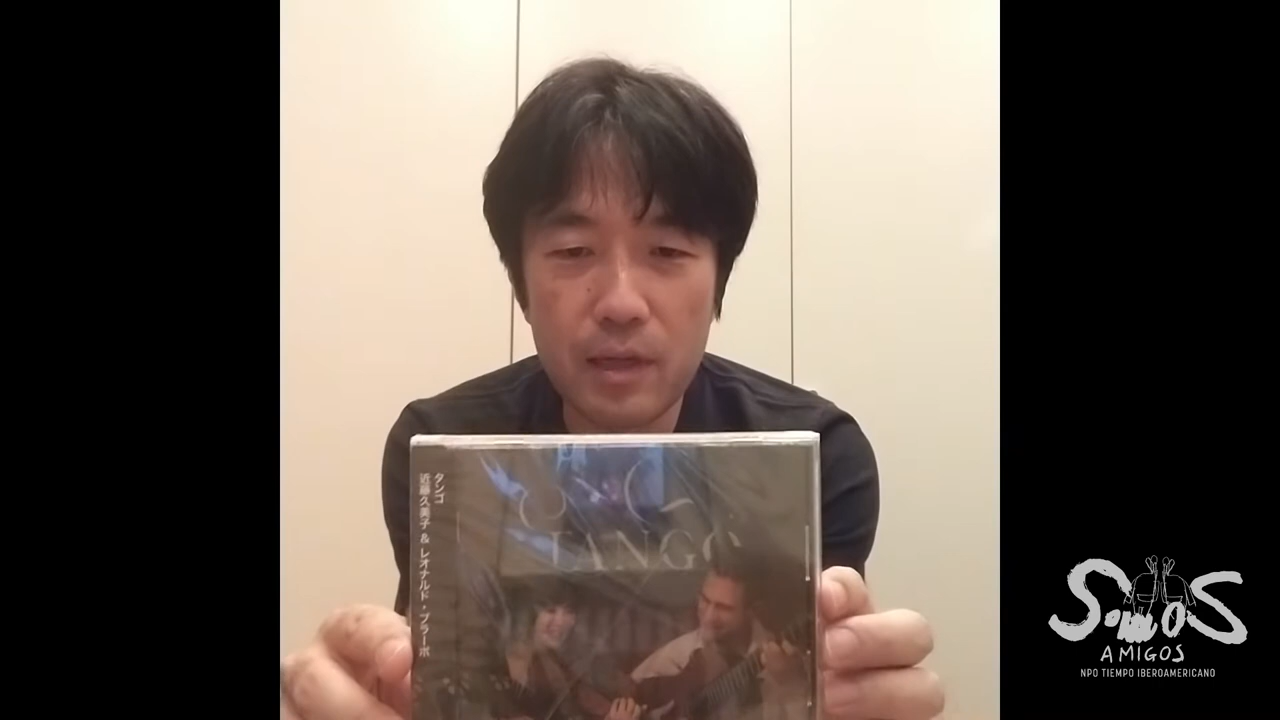 タンゴ
近藤久美子 & レオナルド・ブラーボ
TANGO
SOMOS
AMIGOS
NPO TIEMPO IBEROAMERICANO